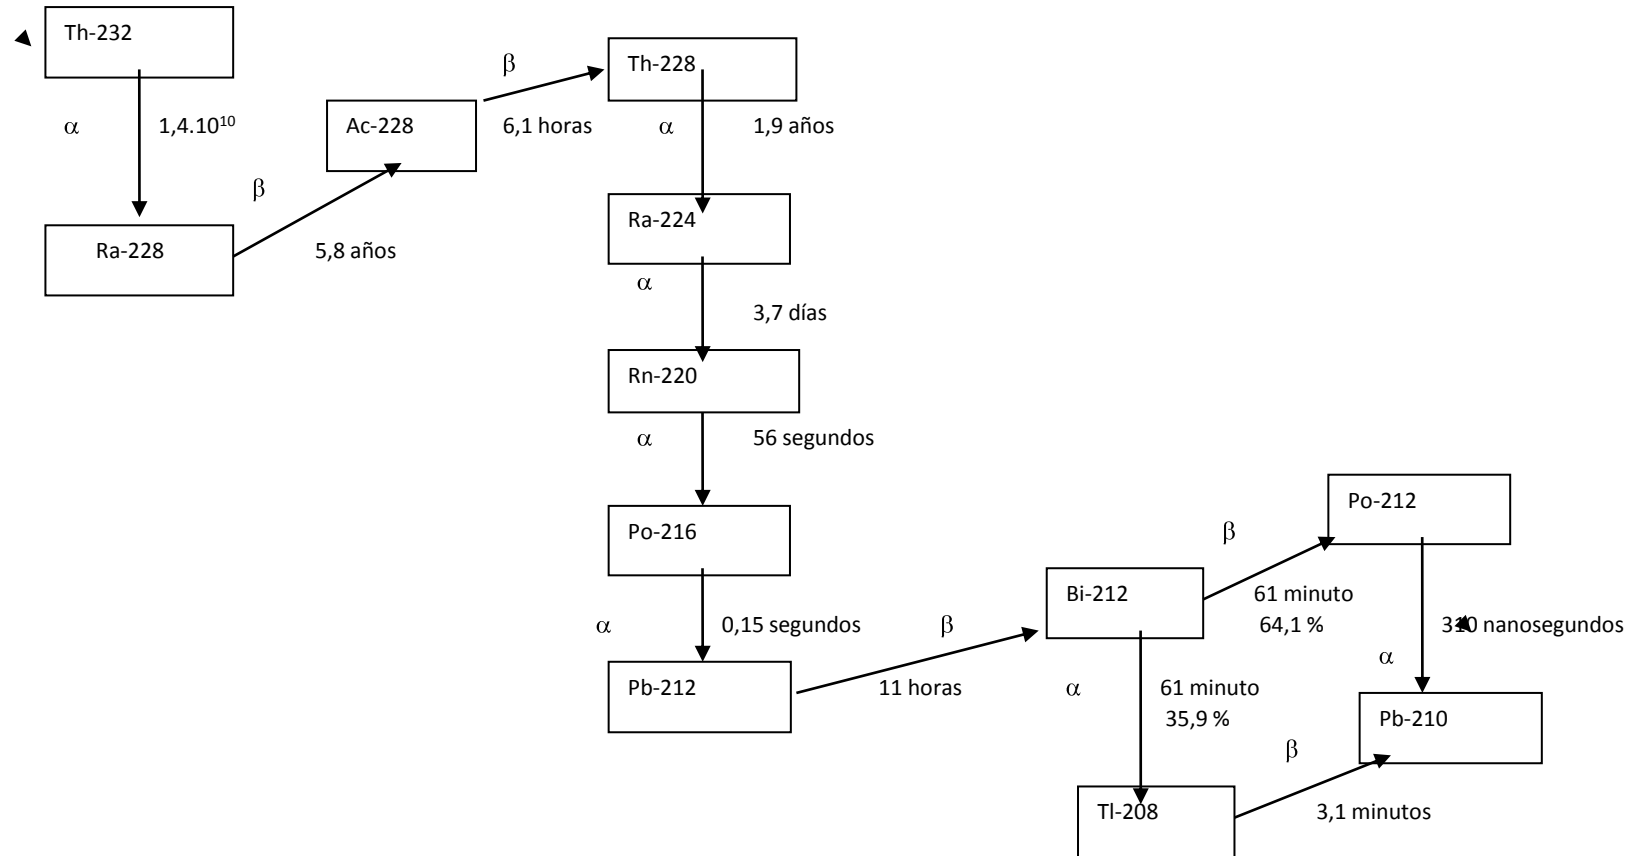 Th-232
α
1,4.10¹⁰
Ra-228
β
5,8 años
Ac-228
β
6,1 horas
Th-228
α
1,9 años
Ra-224
α
3,7 días
Rn-220
α
56 segundos
Po-216
α
0,15 segundos
Pb-212
β
11 horas
Bi-212
β
61 minuto
64,1 %
Po-212
α
310 nanosegundos
α
61 minuto
35,9 %
Tl-208
β
3,1 minutos
Pb-210